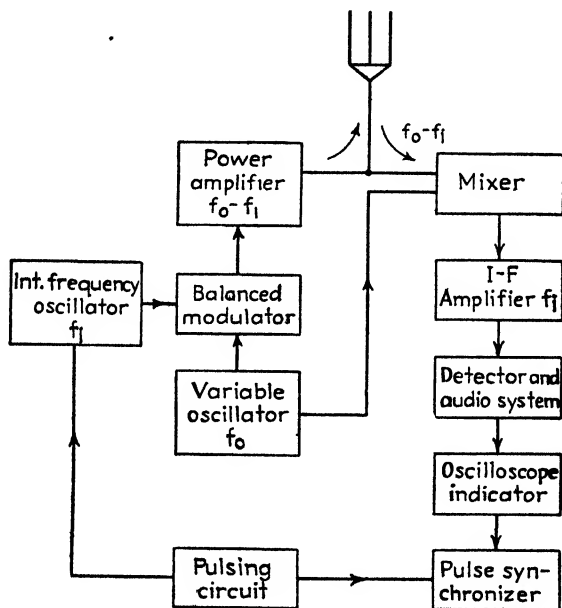 f₀-f₁
Power
amplifier
f₀-f₁
Mixer
Int. frequency
oscillator
f₁
Balanced
modulator
I-F
Amplifier f₁
Variable
oscillator
f₀
Detector and
audio system
Oscilloscope
indicator
Pulsing
circuit
Pulse syn-
chronizer